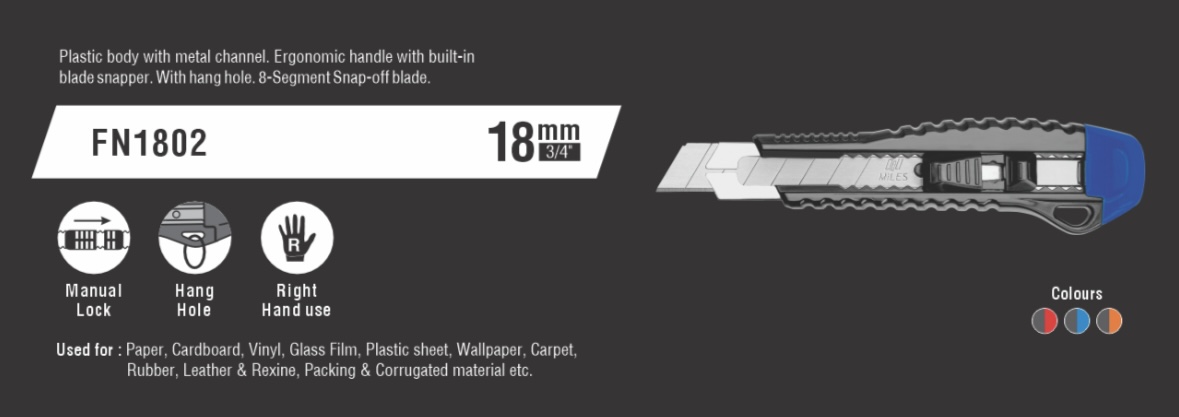 Plastic body with metal channel. Ergonomic handle with built-in
blade snapper. With hang hole. 8-Segment Snap-off blade.
FN1802
18 mm
3/4"
MILES
Manual
Lock
Hang
Hole
R
Right
Hand use
Colours
Used for : Paper, Cardboard, Vinyl, Glass Film, Plastic sheet, Wallpaper, Carpet,
Rubber, Leather & Rexine, Packing & Corrugated material etc.